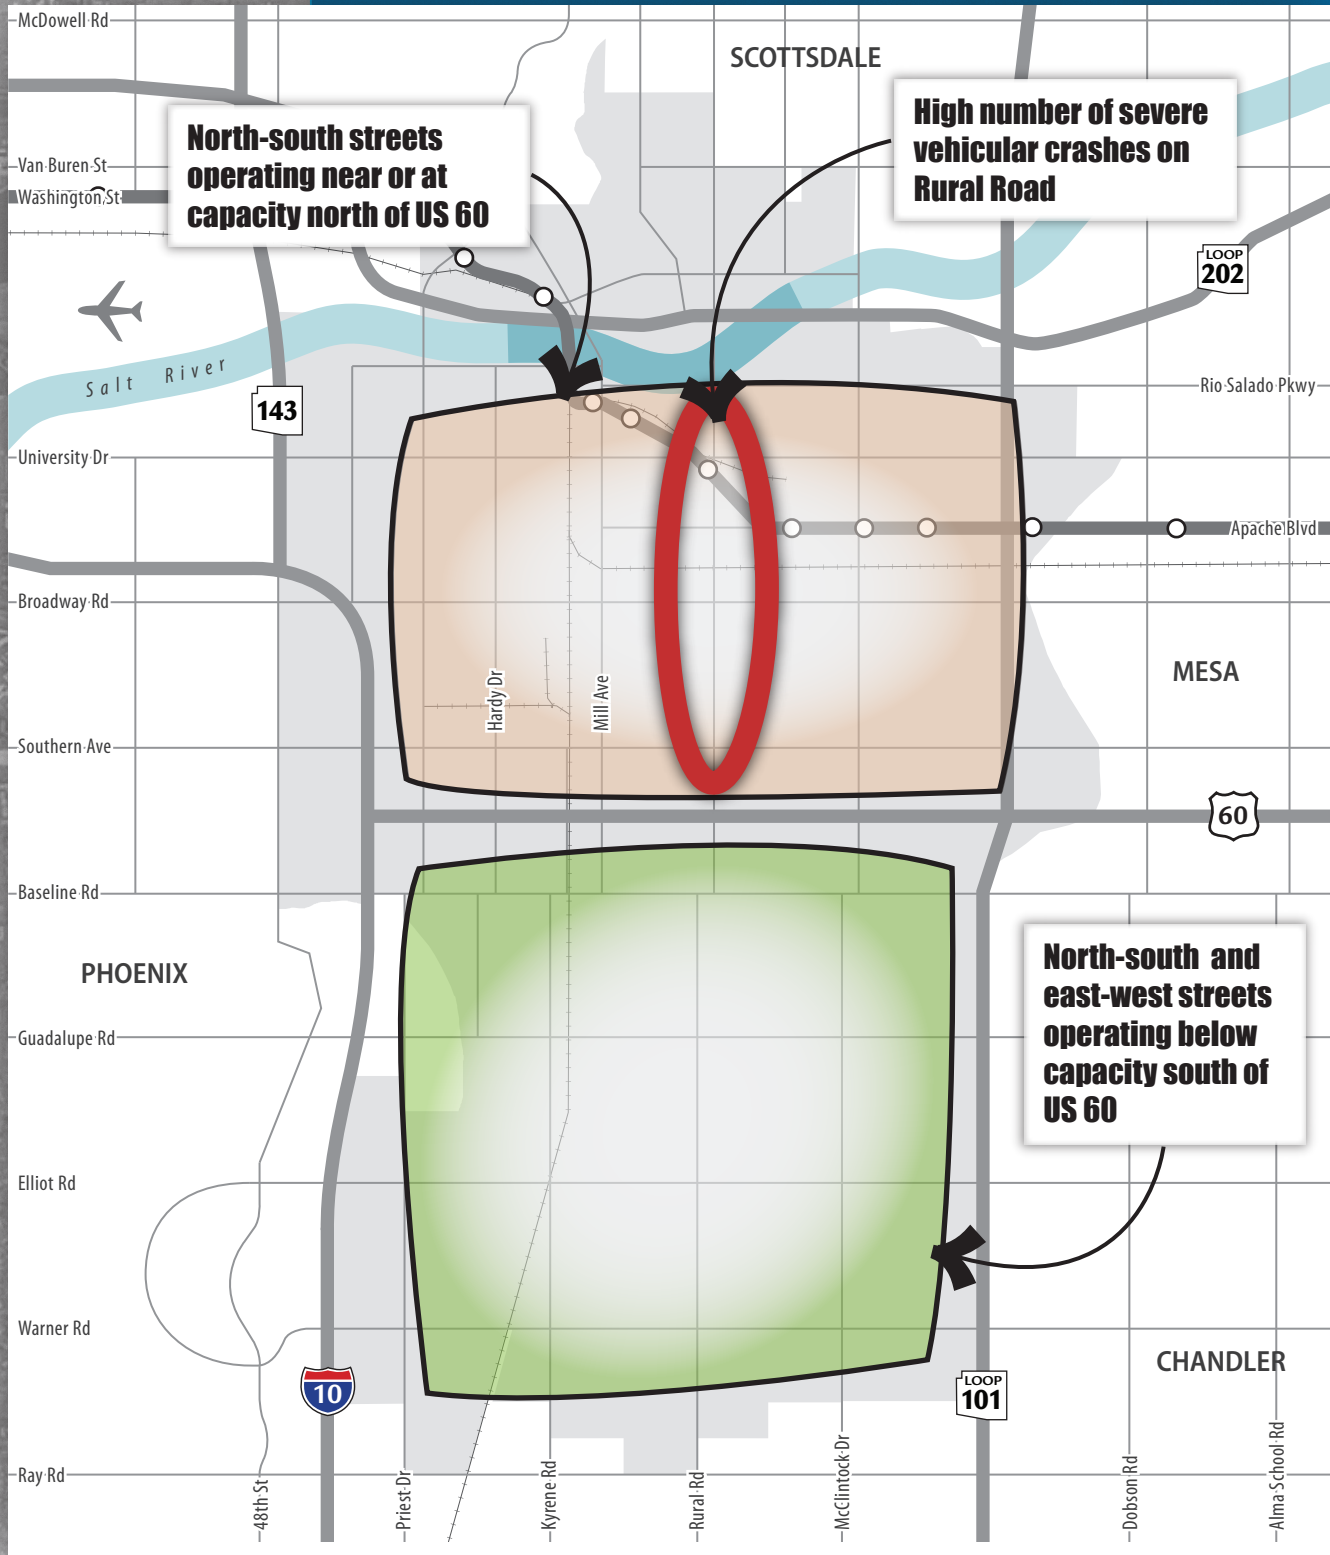 McDowell Rd
SCOTTSDALE
North-south streets
operating near or at
capacity north of US 60
High number of severe
vehicular crashes on
Rural Road
Van Buren St
Washington St
LOOP
202
Salt River
143
Rio Salado Pkwy
University Dr
Apache Blvd
Broadway Rd
Hardy Dr
Mill Ave
MESA
Southern Ave
60
Baseline Rd
PHOENIX
North-south and
east-west streets
operating below
capacity south of
US 60
Guadalupe Rd
Elliot Rd
Warner Rd
CHANDLER
10
LOOP
101
Ray Rd
48th St
Priest Dr
Kyrene Rd
Rural Rd
McClintock Dr
Dobson Rd
Alma School Rd